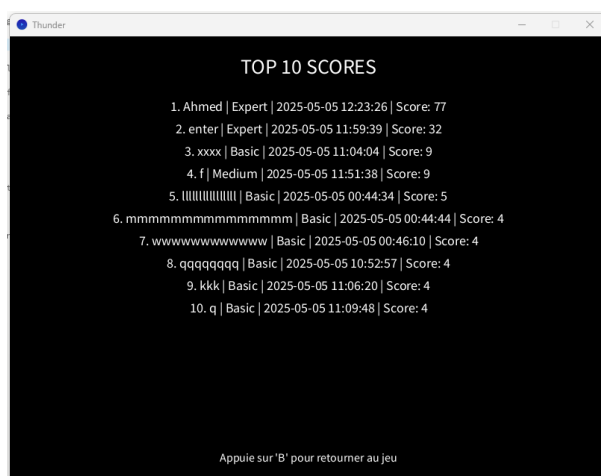 Thunder
TOP 10 SCORES
1. Ahmed | Expert | 2025-05-05 12:23:26 | Score: 77
2. enter | Expert | 2025-05-05 11:59:39 | Score: 32
3. xxxx | Basic | 2025-05-05 11:04:04 | Score: 9
4. f | Medium | 2025-05-05 11:51:38 | Score: 9
5. llllllllllllllll | Basic | 2025-05-05 00:44:34 | Score: 5
6. mmmmmmmmmmmmmmm | Basic | 2025-05-05 00:44:44 | Score: 4
7. wwwwwwwwwwww | Basic | 2025-05-05 00:46:10 | Score: 4
8. qqqqqqqq | Basic | 2025-05-05 10:52:57 | Score: 4
9. kkk | Basic | 2025-05-05 11:06:20 | Score: 4
10. q | Basic | 2025-05-05 11:09:48 | Score: 4
Appuie sur 'B' pour retourner au jeu